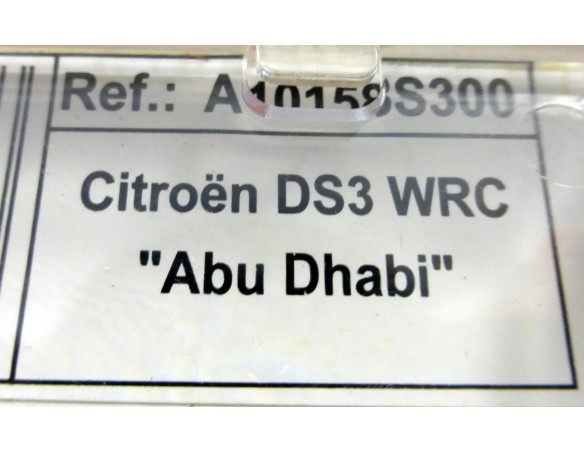 Ref.: A10158S300
Citroën DS3 WRC
"Abu Dhabi"